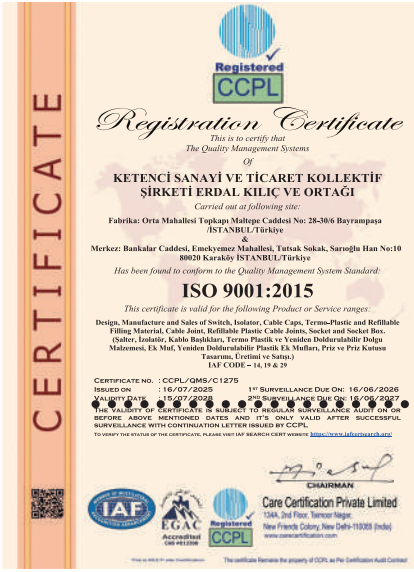 CERTIFICATE
Registered
CCPL
Registration Certificate
This is to certify that
The Quality Management Systems
Of
KETENCİ SANAYİ VE TİCARET KOLLEKTİF
ŞİRKETİ ERDAL KILIÇ VE ORTAĞI
Carried out at following site:
Fabrika: Orta Mahallesi Topkapı Maltepe Caddesi No: 28-30/6 Bayrampaşa
/İSTANBUL/Türkiye
&
Merkez: Bankalar Caddesi, Emekyemez Mahallesi, Tutsak Sokak, Sarıoğlu Han No:10
80020 Karaköy İSTANBUL/Türkiye
Has been found to conform to the Quality Management System Standard:
ISO 9001:2015
This certificate is valid for the following Product or Service ranges:
Design, Manufacture and Sales of Switch, Isolator, Cable Caps, Termo-Plastic and Refillable
Filling Material, Cable Joint, Refillable Plastic Cable Joints, Socket and Socket Box.
(Şalter, İzolatör, Kablo Başlıkları, Termo Plastik ve Yeniden Doldurulabilir Dolgu
Malzemesi, Ek Muf, Yeniden Doldurulabilir Plastik Ek Mufları, Priz ve Priz Kutusu
Tasarımı, Üretimi ve Satışı.)
IAF CODE – 14, 19 & 29
CERTIFICATE NO. : CCPL/QMS/C1275
ISSUED ON : 16/07/2025 1ST SURVEILLANCE DUE ON: 16/06/2026
VALIDITY DATE : 15/07/2028 2ND SURVEILLANCE DUE ON: 16/06/2027
THE VALIDITY OF CERTIFICATE IS SUBJECT TO REGULAR SURVEILLANCE AUDIT ON OR
BEFORE ABOVE MENTIONED DATES AND IT'S ONLY VALID AFTER SUCCESSFUL
SURVEILLANCE WITH CONTINUATION LETTER ISSUED BY CCPL
TO VERIFY THE STATUS OF THE CERTIFICATE, PLEASE VISIT IAF SEARCH CERT WEBSITE https://www.iafcertsearch.org/
CHAIRMAN
IAF
EGAC
Accredited
Registered
CCPL
Care Certification Private Limited
134A, 2nd Floor, Taimoor Nagar,
New Friends Colony, New Delhi-110065 (India)
www.carecertification.com
The certificate Remains the property of CCPL as Per Certification Audit Contract